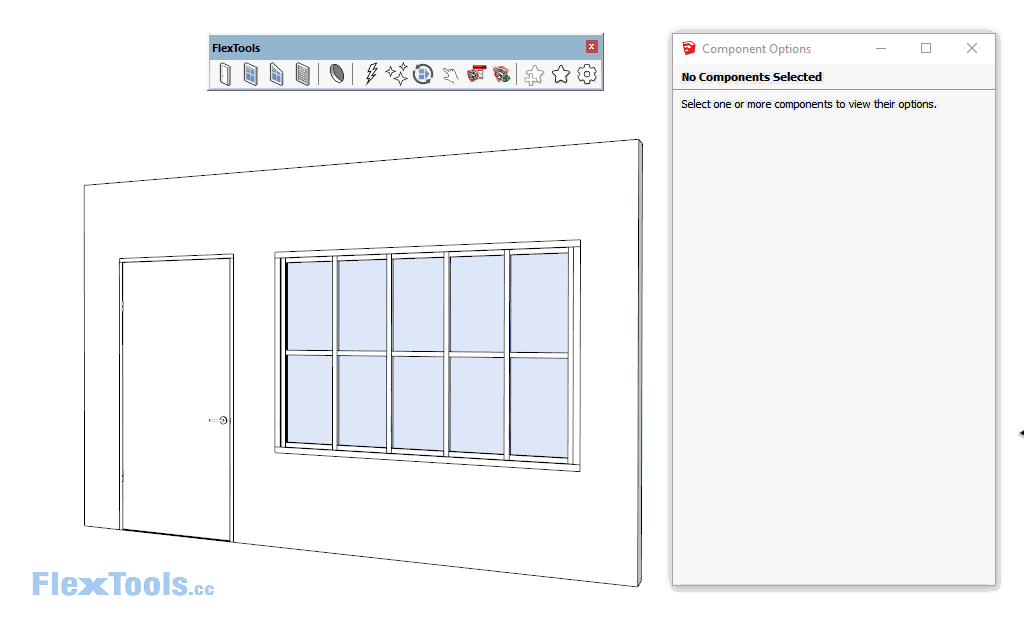 FlexTools
Component Options
No Components Selected
Select one or more components to view their options.
FlexTools.cc